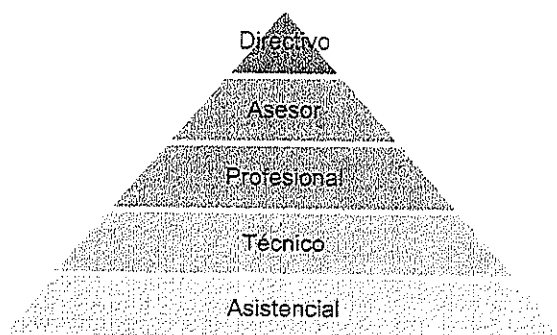 Directivo
Asesor
Profesional
Técnico
Asistencial